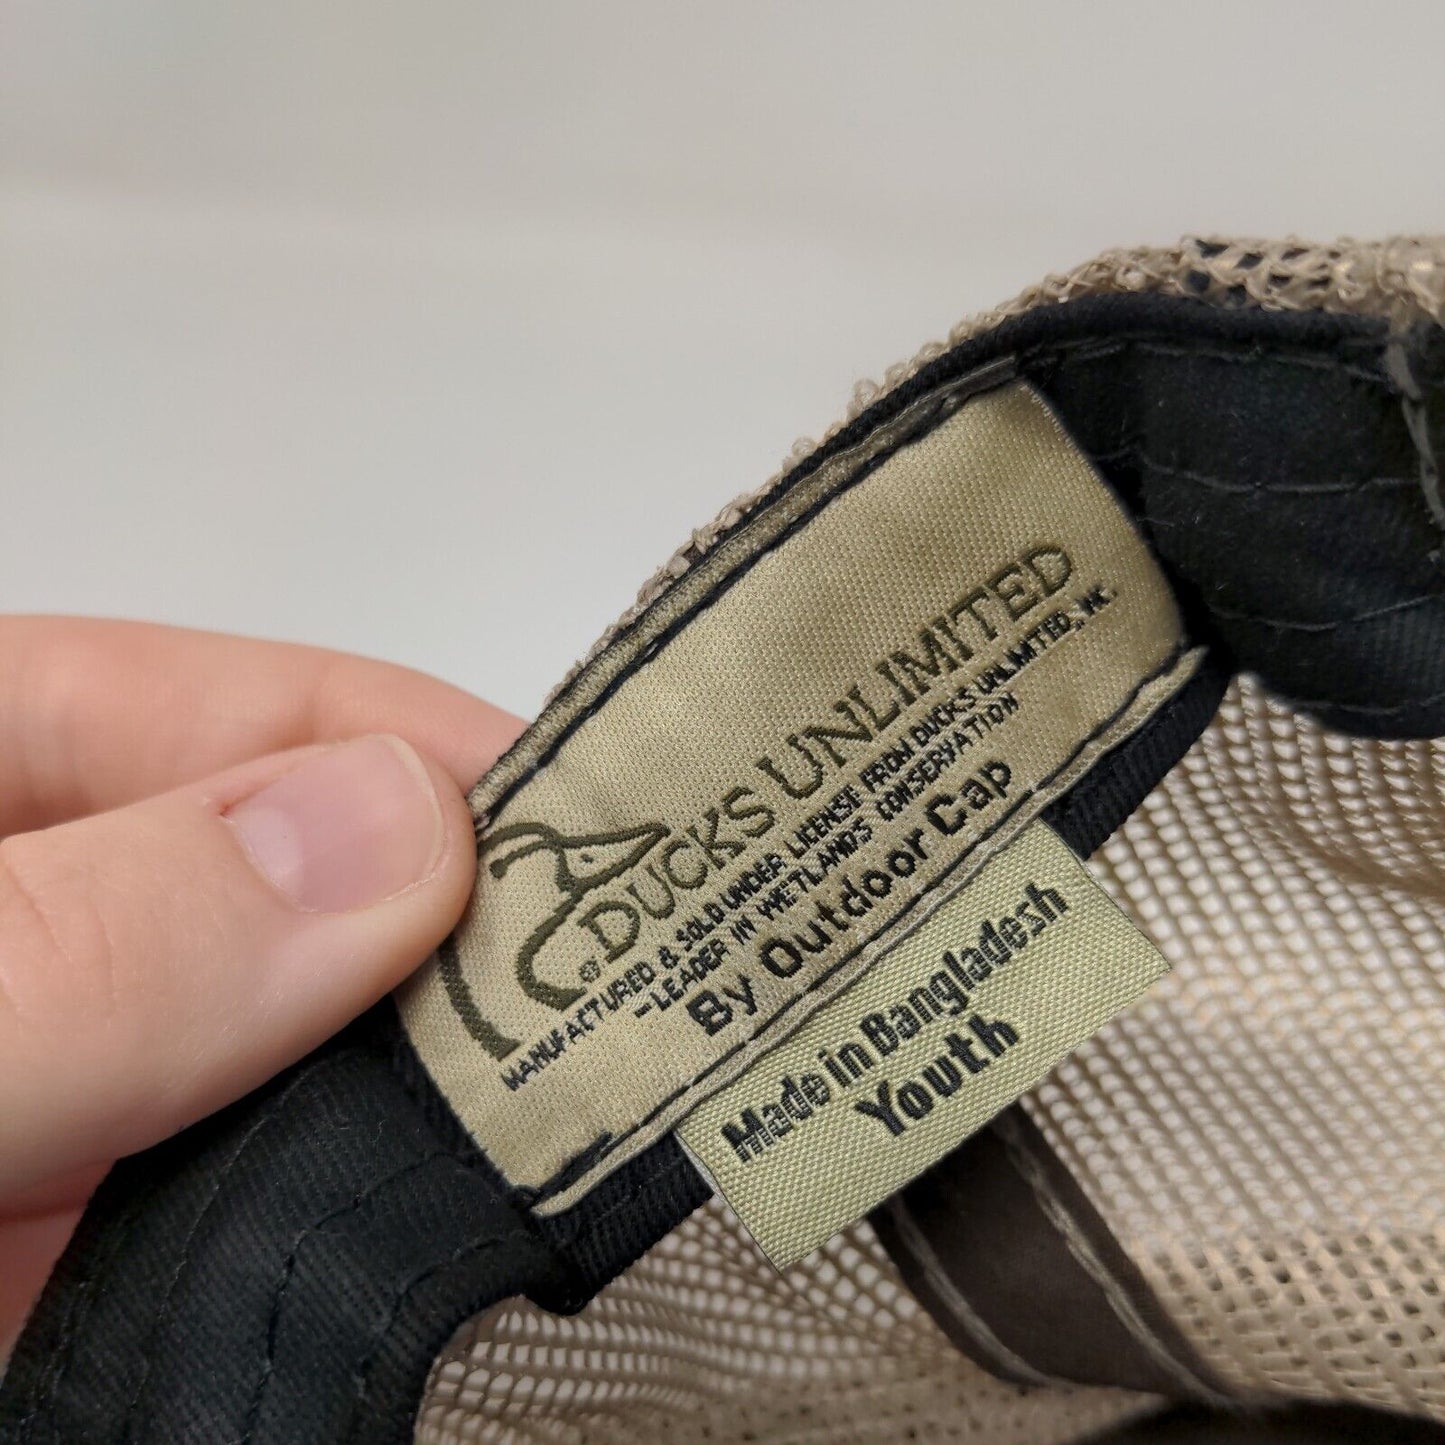 DUCKS UNLIMITED
®
MANUFACTURED & SOLD UNDER LICENSE FROM DUCKS UNLIMITED, INC.
-LEADER IN WETLANDS CONSERVATION
By Outdoor Cap
Made in Bangladesh
Youth